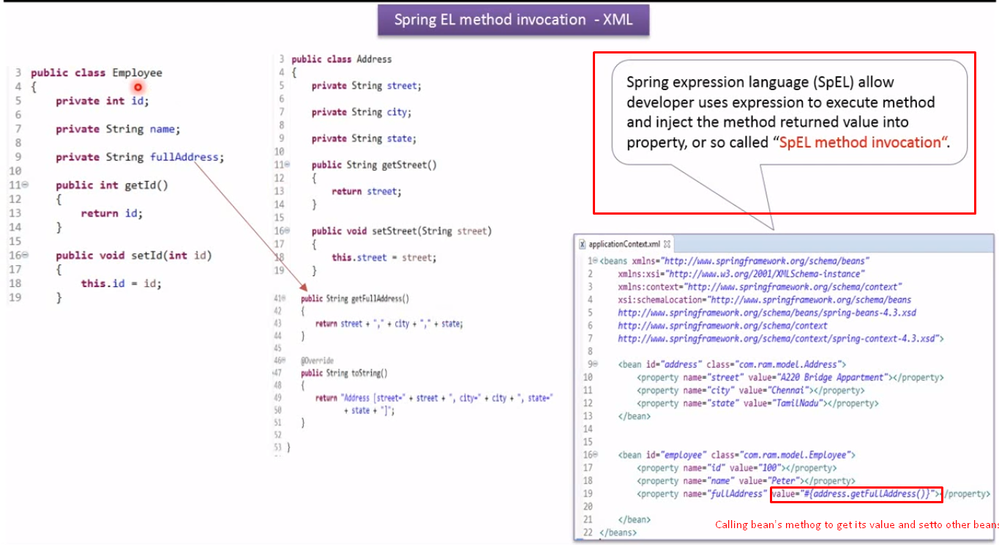 Spring EL method invocation - XML
3 public class Employee
4 {
5 private int id;
6
7 private String name;
8
9 private String fullAddress;
10
11 public int getId()
12 {
13 return id;
14 }
15
16 public void setId(int id)
17 {
18 this.id = id;
19 }
3 public class Address
4 {
5 private String street;
6
7 private String city;
8
9 private String state;
10
11 public String getStreet()
12 {
13 return street;
14 }
15
16 public void setStreet(String street)
17 {
18 this.street = street;
19 }
41 public String getFullAddress()
42 {
43 return street + "," + city + "," + state;
44 }
45
46 @Override
47 public String toString()
48 {
49 return "Address [street=" + street + ", city=" + city + ", state="
50 + state + "]";
51 }
52
53 }
Spring expression language (SpEL) allow
developer uses expression to execute method
and inject the method returned value into
property, or so called “SpEL method invocation“.
applicationContext.xml
1 <beans xmlns="http://www.springframework.org/schema/beans"
2 xmlns:xsi="http://www.w3.org/2001/XMLSchema-instance"
3 xmlns:context="http://www.springframework.org/schema/context"
4 xsi:schemaLocation="http://www.springframework.org/schema/beans
5 http://www.springframework.org/schema/beans/spring-beans-4.3.xsd
6 http://www.springframework.org/schema/context
7 http://www.springframework.org/schema/context/spring-context-4.3.xsd">
8
9 <bean id="address" class="com.ram.model.Address">
10 <property name="street" value="A220 Bridge Appartment"></property>
11 <property name="city" value="Chennai"></property>
12 <property name="state" value="TamilNadu"></property>
13 </bean>
14
15
16 <bean id="employee" class="com.ram.model.Employee">
17 <property name="id" value="100"></property>
18 <property name="name" value="Peter"></property>
19 <property name="fullAddress" value="#{address.getFullAddress()}"></property>
20
21 </bean>
22 </beans>
Calling bean's methog to get its value and setto other beans